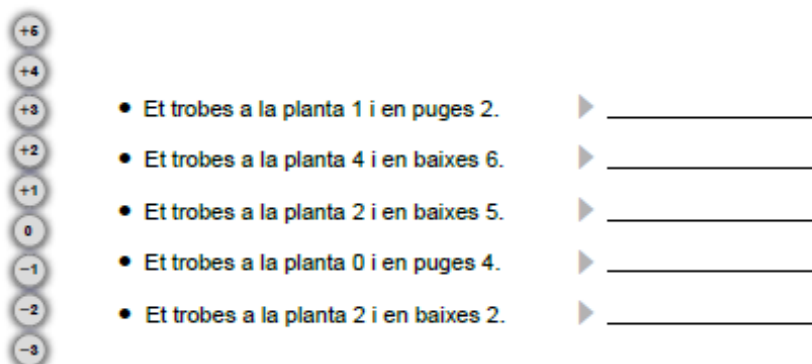 +5
+4
+3
+2
+1
0
−1
−2
−3
• Et trobes a la planta 1 i en puges 2.
• Et trobes a la planta 4 i en baixes 6.
• Et trobes a la planta 2 i en baixes 5.
• Et trobes a la planta 0 i en puges 4.
• Et trobes a la planta 2 i en baixes 2.